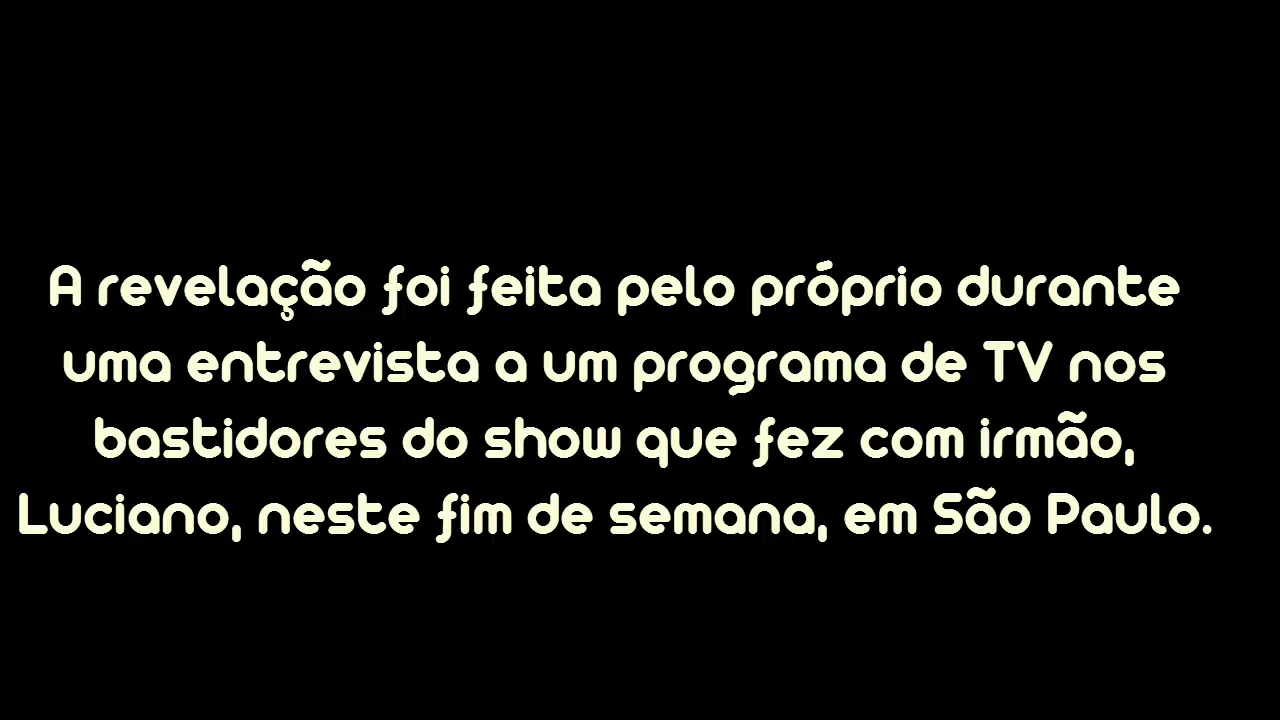 A revelação foi feita pelo próprio durante
uma entrevista a um programa de TV nos
bastidores do show que fez com irmão,
Luciano, neste fim de semana, em São Paulo.